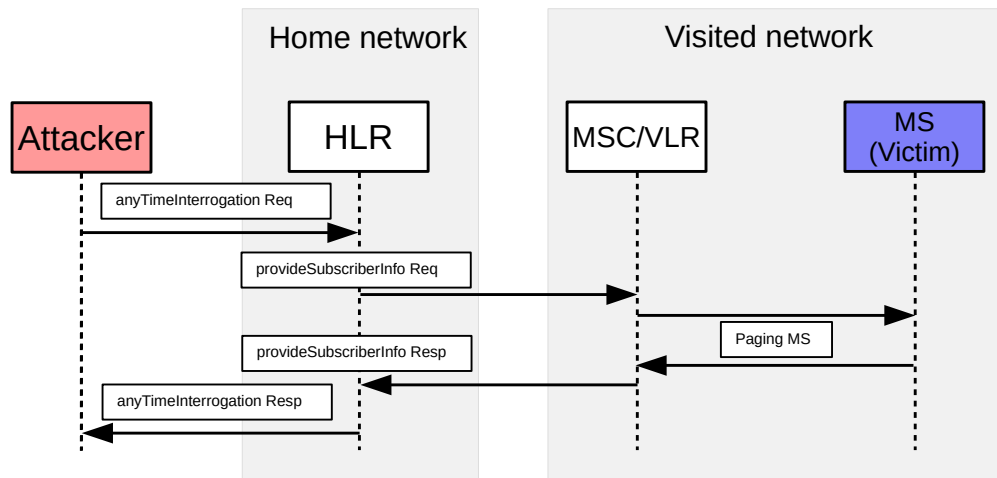 Home network
Visited network
Attacker
HLR
MSC/VLR
MS
(Victim)
anyTimeInterrogation Req
provideSubscriberInfo Req
Paging MS
provideSubscriberInfo Resp
anyTimeInterrogation Resp